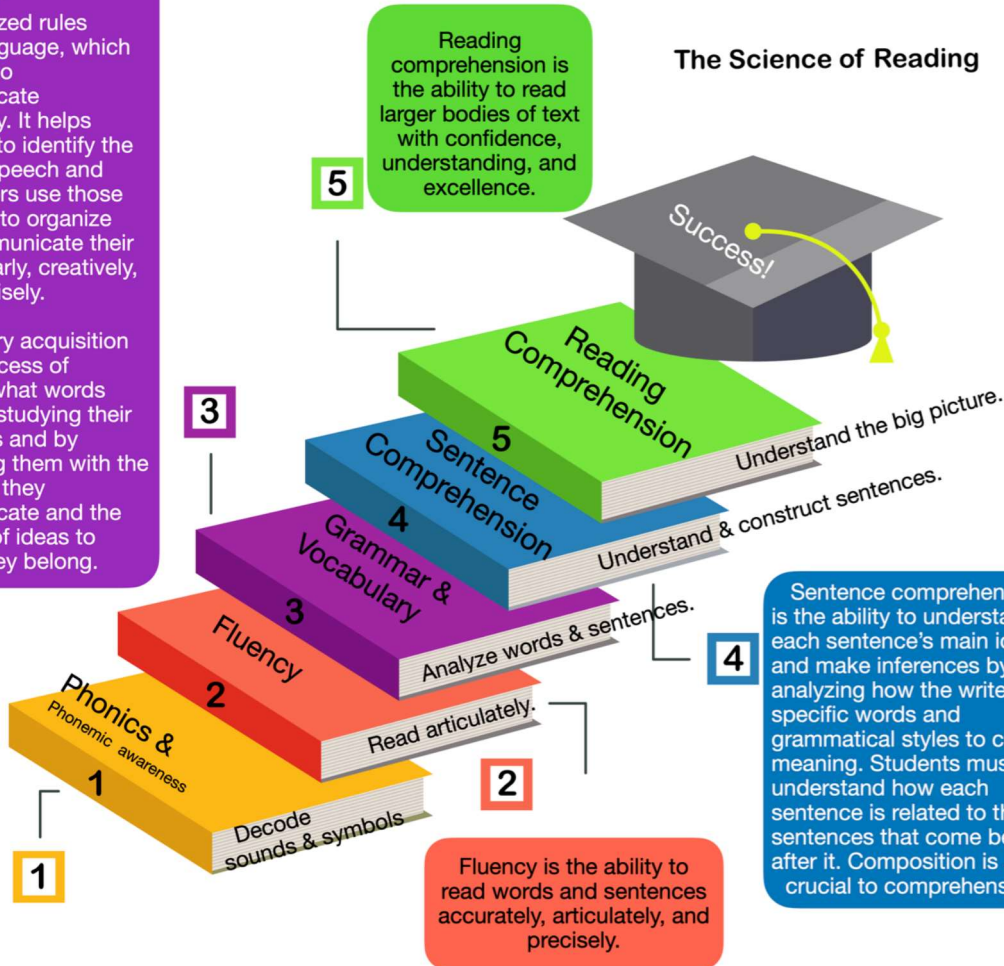 The Science of Reading
zed rules
guage, which
o
cate
y. It helps
to identify the
peech and
rs use those
to organize
municate their
arly, creatively,
isely.
ry acquisition
cess of
what words
studying their
s and by
g them with the
they
cate and the
of ideas to
ey belong.
5
Reading
comprehension is
the ability to read
larger bodies of text
with confidence,
understanding, and
excellence.
Success!
3
Reading
Comprehension
5
Understand the big picture.
Sentence
Comprehension
4
Understand & construct sentences.
Grammar &
Vocabulary
3
Analyze words & sentences.
Fluency
2
Read articulately.
Phonics &
Phonemic awareness
1
Decode
sounds & symbols
1
2
Fluency is the ability to
read words and sentences
accurately, articulately, and
precisely.
4
Sentence comprehen
is the ability to understa
each sentence's main i
and make inferences by
analyzing how the write
specific words and
grammatical styles to c
meaning. Students mus
understand how each
sentence is related to th
sentences that come be
after it. Composition is
crucial to comprehens